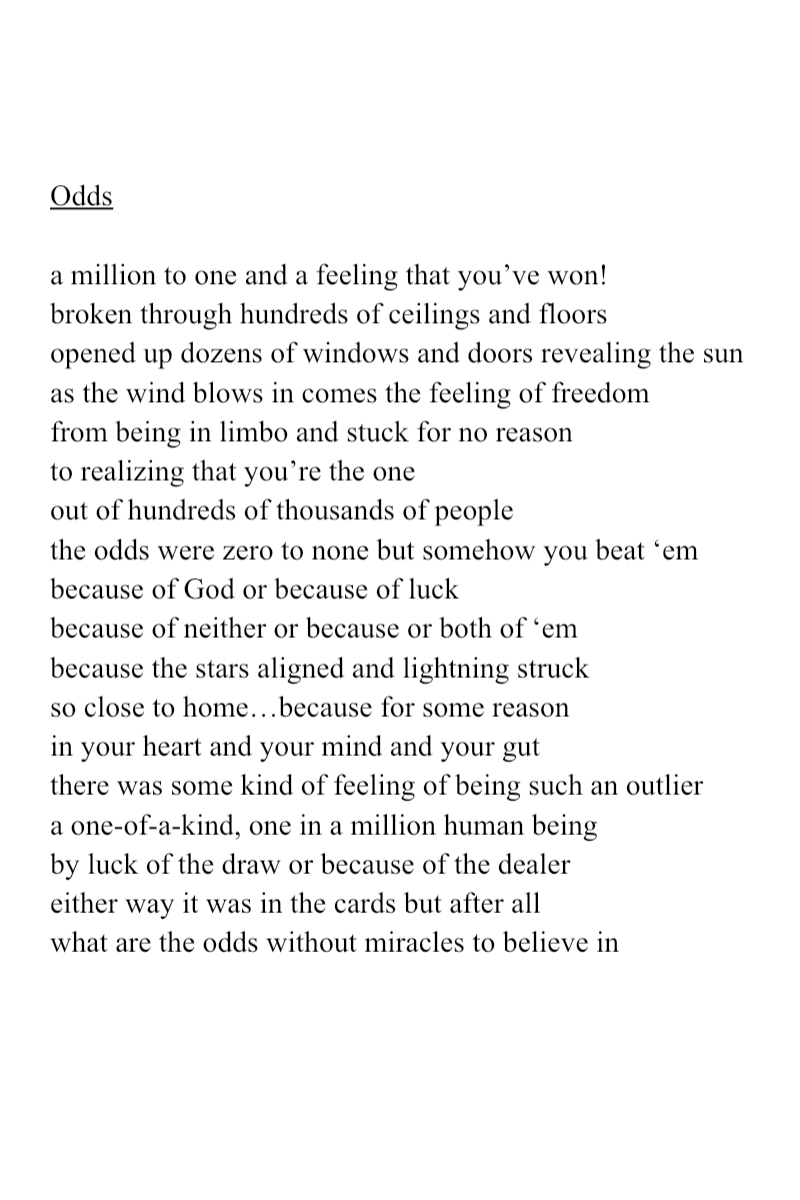 Odds
a million to one and a feeling that you’ve won!
broken through hundreds of ceilings and floors
opened up dozens of windows and doors revealing the sun
as the wind blows in comes the feeling of freedom
from being in limbo and stuck for no reason
to realizing that you’re the one
out of hundreds of thousands of people
the odds were zero to none but somehow you beat ‘em
because of God or because of luck
because of neither or because or both of ‘em
because the stars aligned and lightning struck
so close to home…because for some reason
in your heart and your mind and your gut
there was some kind of feeling of being such an outlier
a one-of-a-kind, one in a million human being
by luck of the draw or because of the dealer
either way it was in the cards but after all
what are the odds without miracles to believe in